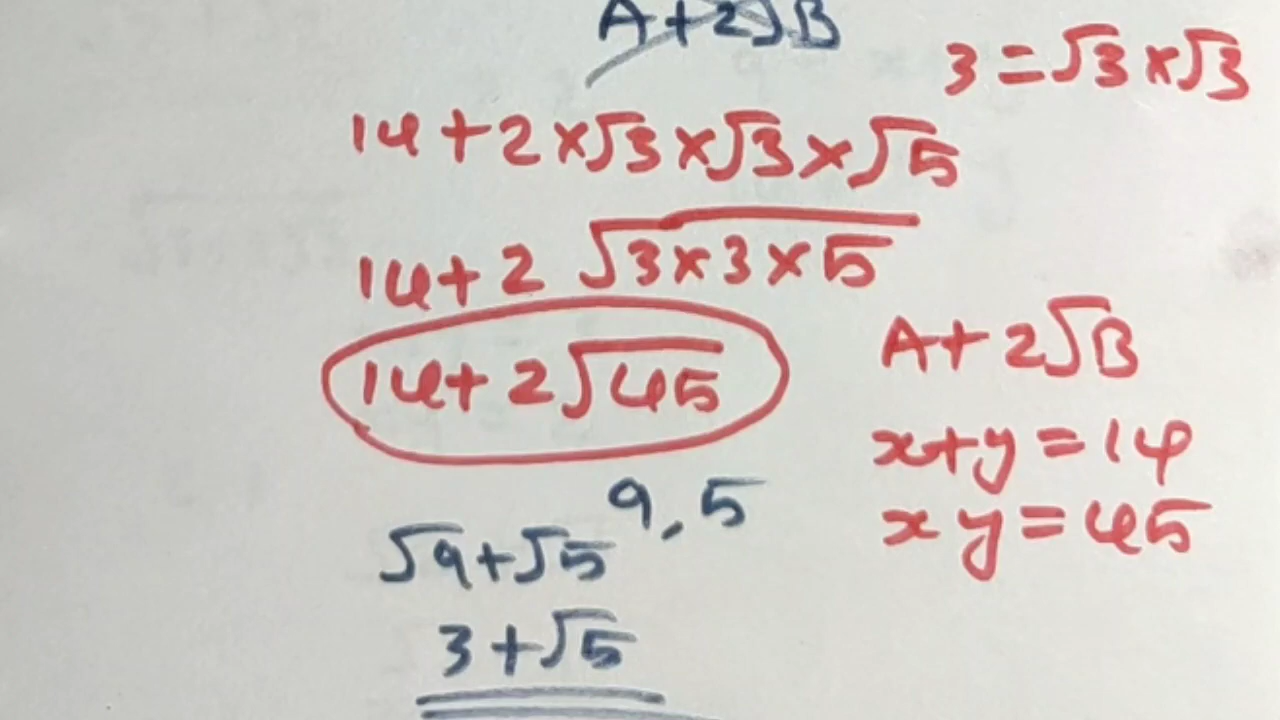 A+2√B
3=√3×√3
14+2×√3×√3×√5
14+2√3×3×5
14+2√45
A+2√B
x+y=14
xy=45
9,5
√9+√5
3+√5